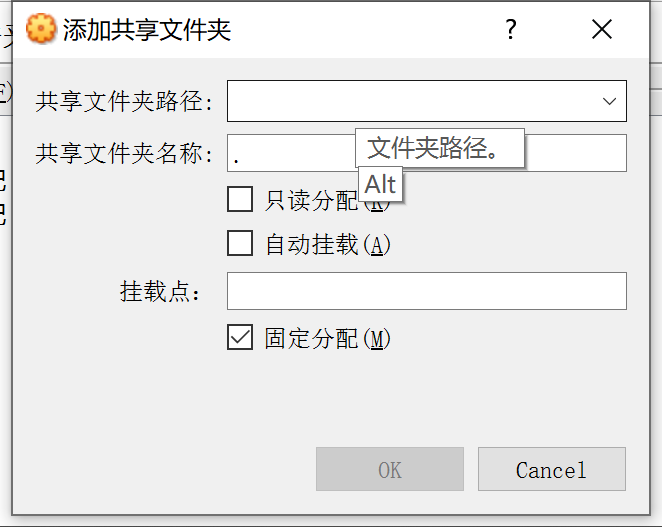 添加共享文件夹
?
共享文件夹路径:
共享文件夹名称: .
文件夹路径。
Alt
只读分配(R)
自动挂载(A)
挂载点:
固定分配(M)
OK Cancel